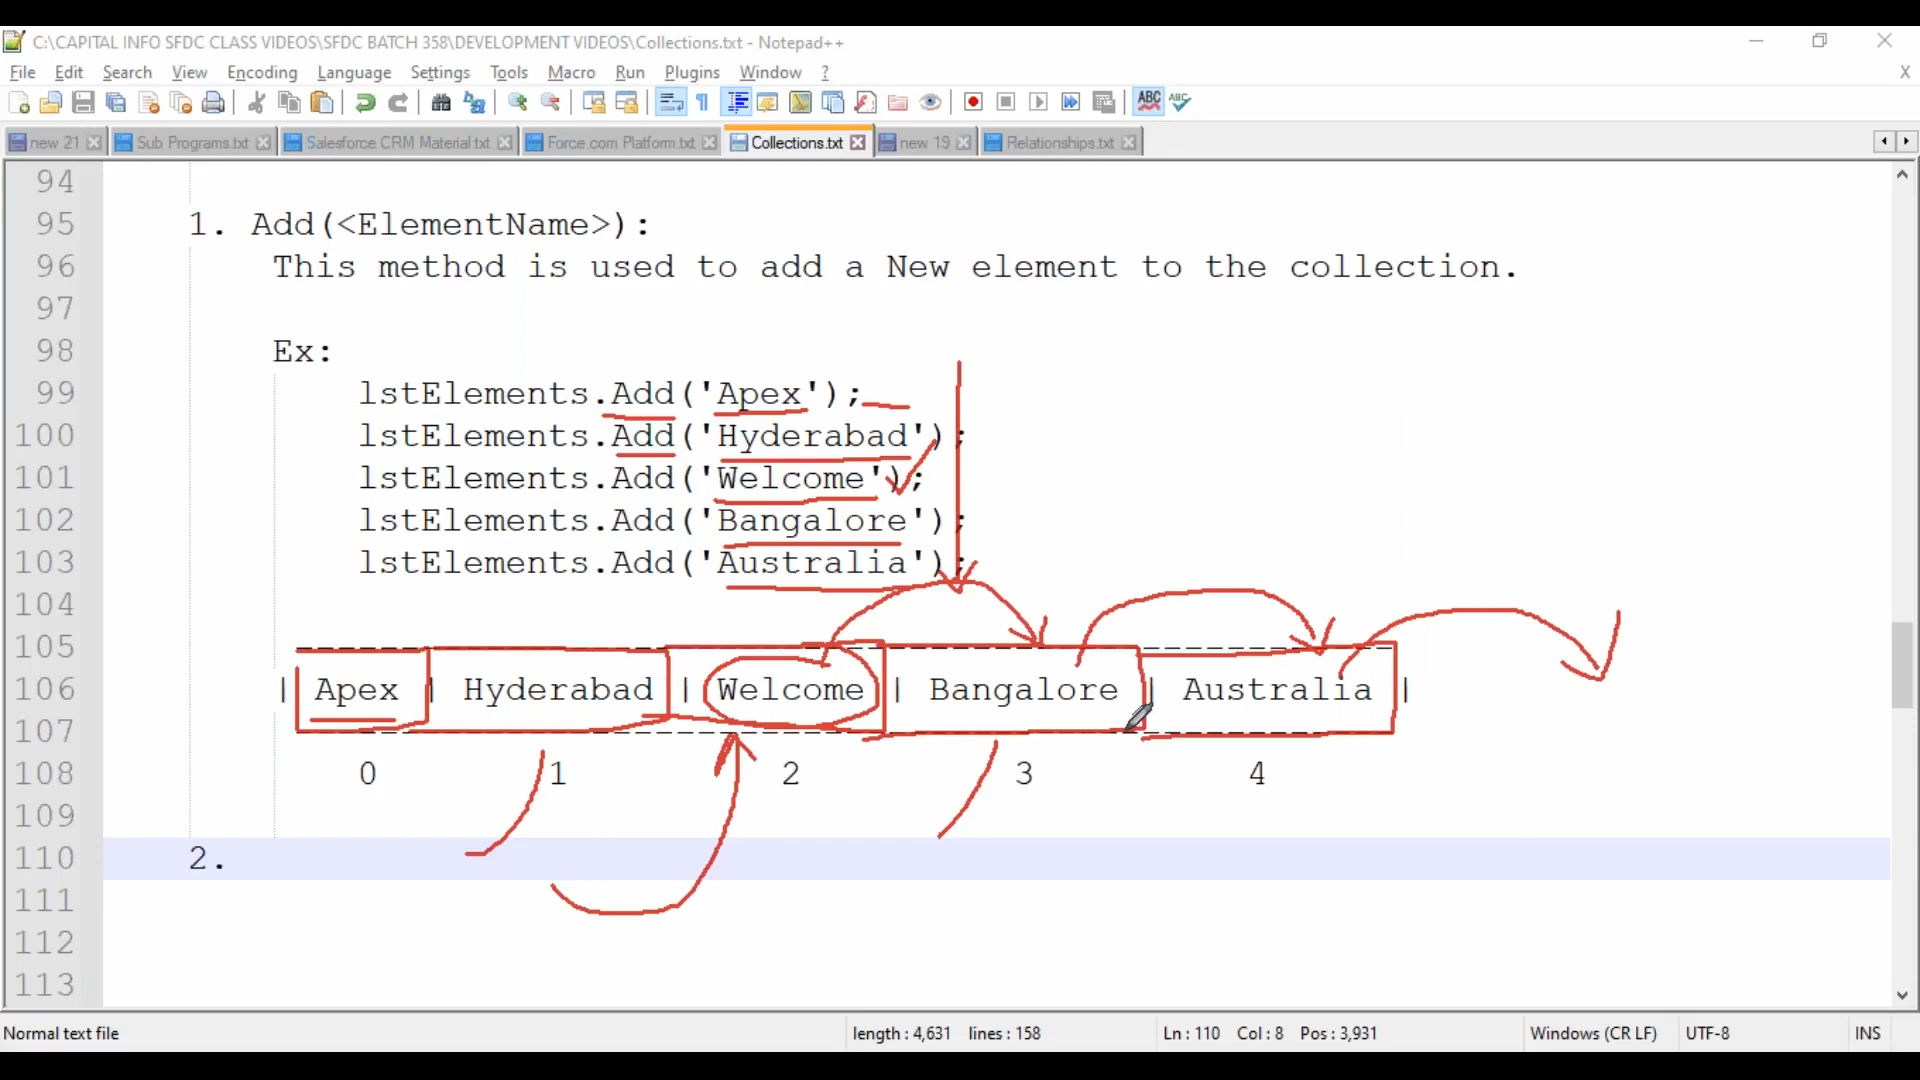 C:\CAPITAL INFO SFDC CLASS VIDEOS\SFDC BATCH 358\DEVELOPMENT VIDEOS\Collections.txt - Notepad++
File Edit Search View Encoding Language Settings Tools Macro Run Plugins Window ? X
new 21 Sub Programs.txt Salesforce CRM Material.txt Force.com Platform.txt Collections.txt new 19 Relationships.txt
94
95 1. Add(<ElementName>):
96 This method is used to add a New element to the collection.
97
98 Ex:
99 lstElements.Add('Apex');
100 lstElements.Add('Hyderabad');
101 lstElements.Add('Welcome');
102 lstElements.Add('Bangalore');
103 lstElements.Add('Australia');
104
105
106 | Apex | Hyderabad | Welcome | Bangalore | Australia |
107
108 0 1 2 3 4
109
110 2.
111
112
113
Normal text file length : 4,631 lines : 158 Ln : 110 Col : 8 Pos : 3,931 Windows (CR LF) UTF-8 INS